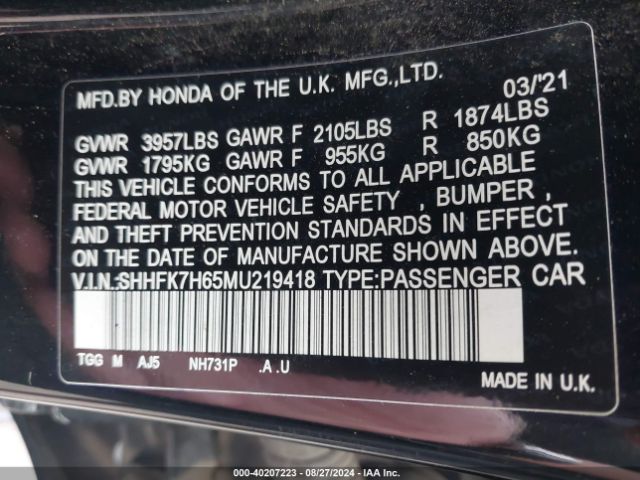 MFD.BY HONDA OF THE U.K. MFG.,LTD. 03/'21
GVWR 3957LBS GAWR F 2105LBS R 1874LBS
GVWR 1795KG GAWR F 955KG R 850KG
THIS VEHICLE CONFORMS TO ALL APPLICABLE
FEDERAL MOTOR VEHICLE SAFETY , BUMPER ,
AND THEFT PREVENTION STANDARDS IN EFFECT
ON THE DATE OF MANUFACTURE SHOWN ABOVE.
V.I.N.:SHHFK7H65MU219418 TYPE:PASSENGER CAR
TGG M AJ5 NH731P .A .U
MADE IN U.K.
000-40207223 - 08/27/2024 - IAA Inc.